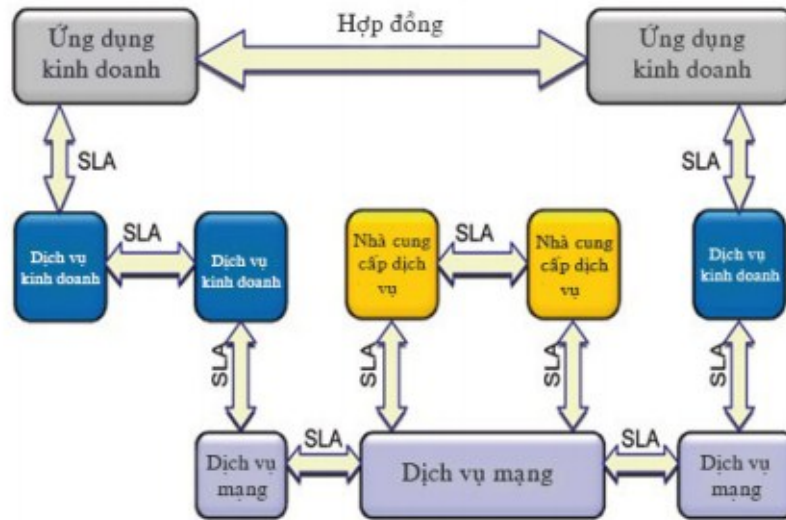 Hợp đồng
Ứng dụng
kinh doanh
Ứng dụng
kinh doanh
SLA
SLA
Dịch vụ
kinh doanh
SLA
Dịch vụ
kinh doanh
Nhà cung
cấp dịch
vụ
SLA
Nhà cung
cấp dịch
vụ
Dịch vụ
kinh doanh
SLA
SLA
SLA
SLA
Dịch vụ
mạng
SLA
Dịch vụ mạng
SLA
Dịch vụ
mạng